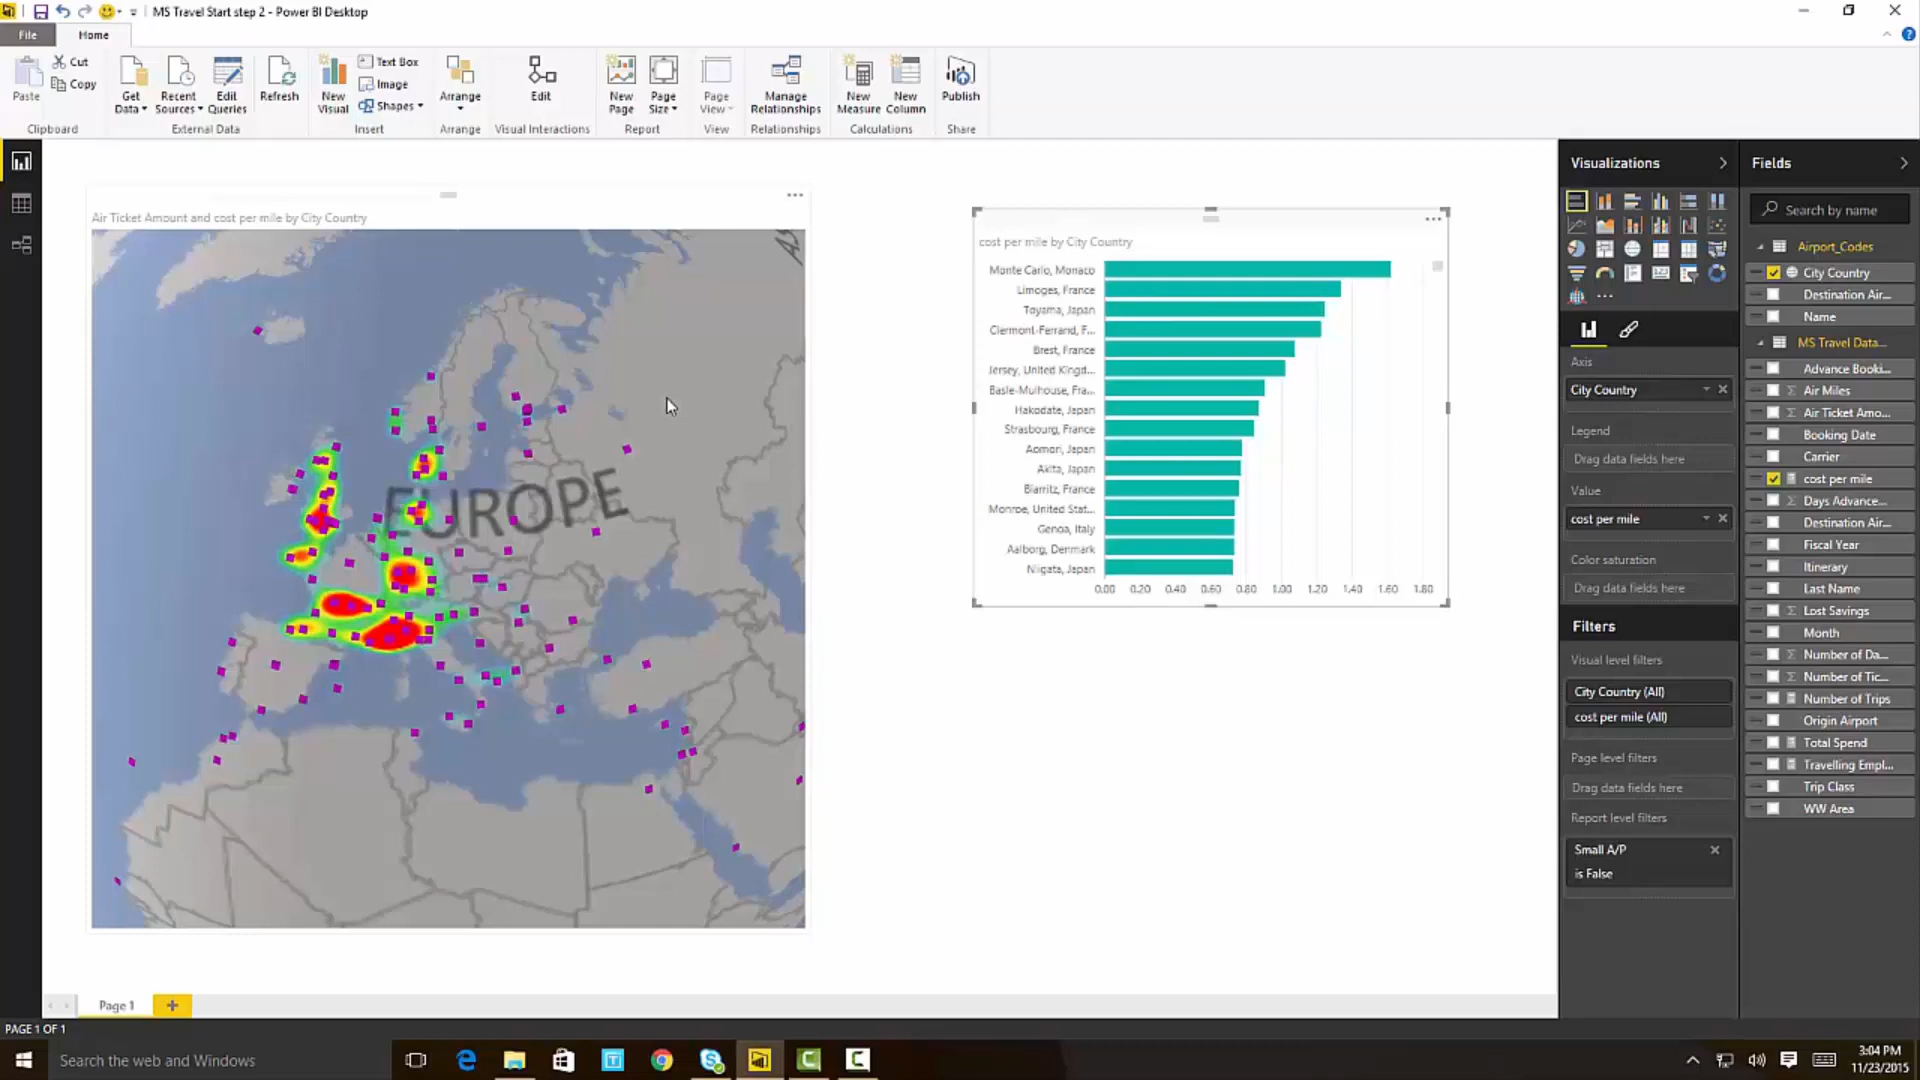 MS Travel Start step 2 - Power BI Desktop
File
Home
Paste
Cut
Copy
Clipboard
Get Data
Recent Sources
Edit Queries
Refresh
External Data
New Visual
Text Box
Image
Shapes
Insert
Arrange
Arrange
Edit
Visual Interactions
New Page
Page Size
Report
Page View
View
Manage Relationships
Relationships
New Measure
New Column
Calculations
Publish
Share
Air Ticket Amount and cost per mile by City Country
EUROPE
AS
cost per mile by City Country
Monte Carlo, Monaco
Limoges, France
Toyama, Japan
Clermont-Ferrand, F...
Brest, France
Jersey, United Kingd...
Basle-Mulhouse, Fra...
Hakodate, Japan
Strasbourg, France
Aomori, Japan
Akita, Japan
Biarritz, France
Monroe, United Stat...
Genoa, Italy
Aalborg, Denmark
Niigata, Japan
0.00 0.20 0.40 0.60 0.80 1.00 1.20 1.40 1.60 1.80
Visualizations
Axis
City Country
Legend
Drag data fields here
Value
cost per mile
Color saturation
Drag data fields here
Filters
Visual level filters
City Country (All)
cost per mile (All)
Page level filters
Drag data fields here
Report level filters
Small A/P
is False
Fields
Search by name
Airport_Codes
City Country
Destination Air...
Name
MS Travel Data...
Advance Booki...
Air Miles
Air Ticket Amo...
Booking Date
Carrier
cost per mile
Days Advance...
Destination Air...
Fiscal Year
Itinerary
Last Name
Lost Savings
Month
Number of Da...
Number of Tic...
Number of Trips
Origin Airport
Total Spend
Travelling Empl...
Trip Class
WW Area
Page 1
PAGE 1 OF 1
Search the web and Windows
3:04 PM
11/23/2015